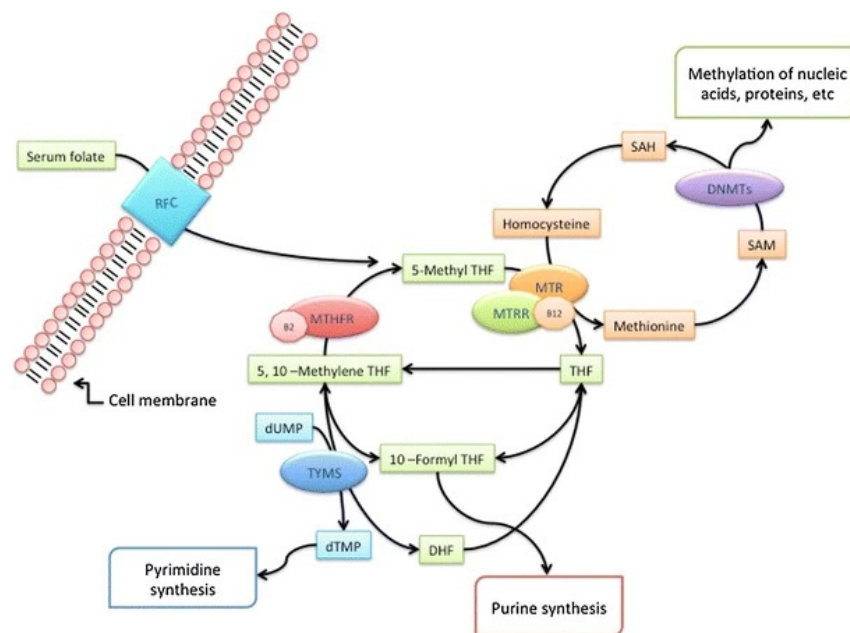 Methylation of nucleic
acids, proteins, etc
Serum folate
SAH
DNMTs
RFC
Homocysteine
SAM
5-Methyl THF
MTR
MTHFR
B2
MTRR
B12
Methionine
5, 10 –Methylene THF
THF
Cell membrane
dUMP
10 –Formyl THF
TYMS
dTMP
DHF
Pyrimidine
synthesis
Purine synthesis